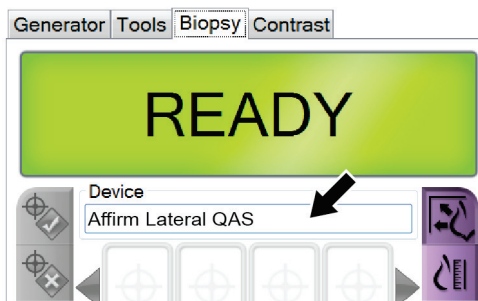 Generator Tools Biopsy Contrast
READY
Device
Affirm Lateral QAS